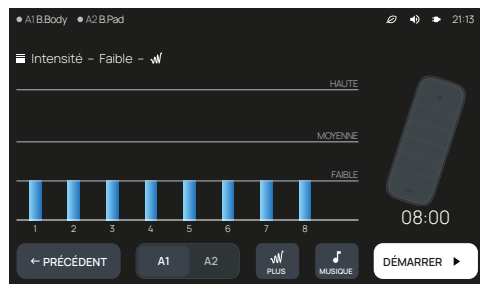 A1 B.Body A2 B.Pad 21:13
Intensité – Faible –
HAUTE
MOYENNE
FAIBLE
1 2 3 4 5 6 7 8
08:00
← PRÉCÉDENT A1 A2 PLUS MUSIQUE DÉMARRER